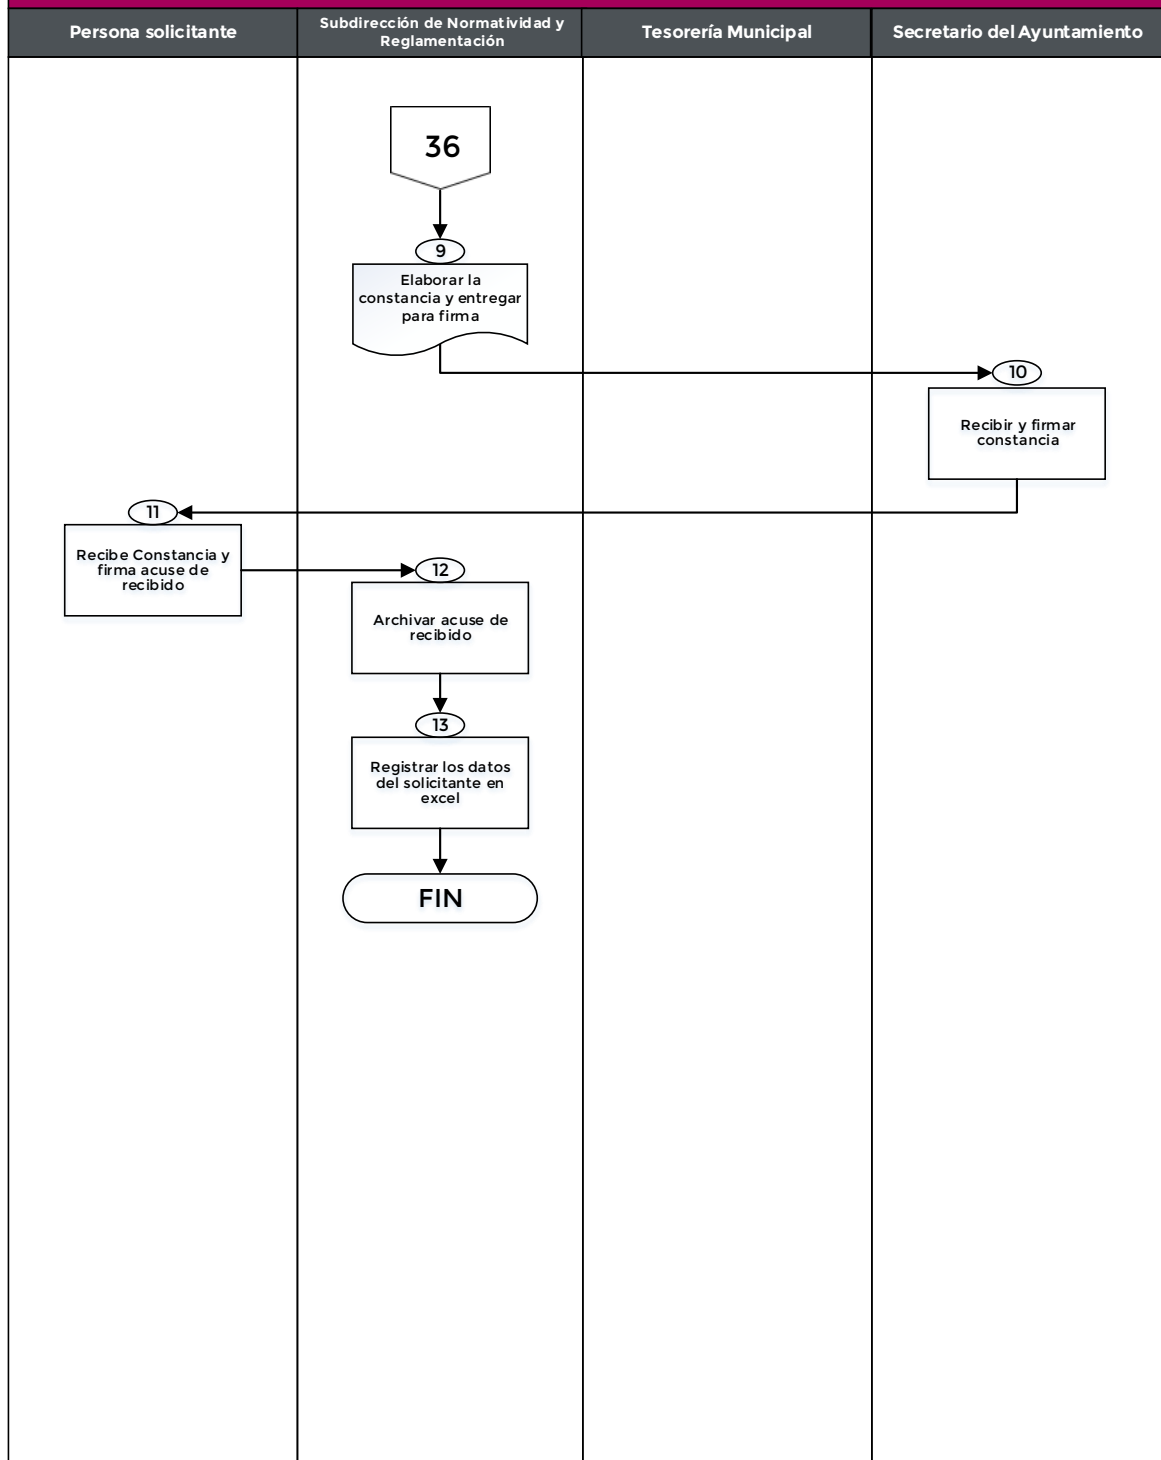 Persona solicitante
Subdirección de Normatividad y
Reglamentación
Tesorería Municipal
Secretario del Ayuntamiento
36
9
Elaborar la
constancia y entregar
para firma
10
Recibir y firmar
constancia
11
Recibe Constancia y
firma acuse de
recibido
12
Archivar acuse de
recibido
13
Registrar los datos
del solicitante en
excel
FIN